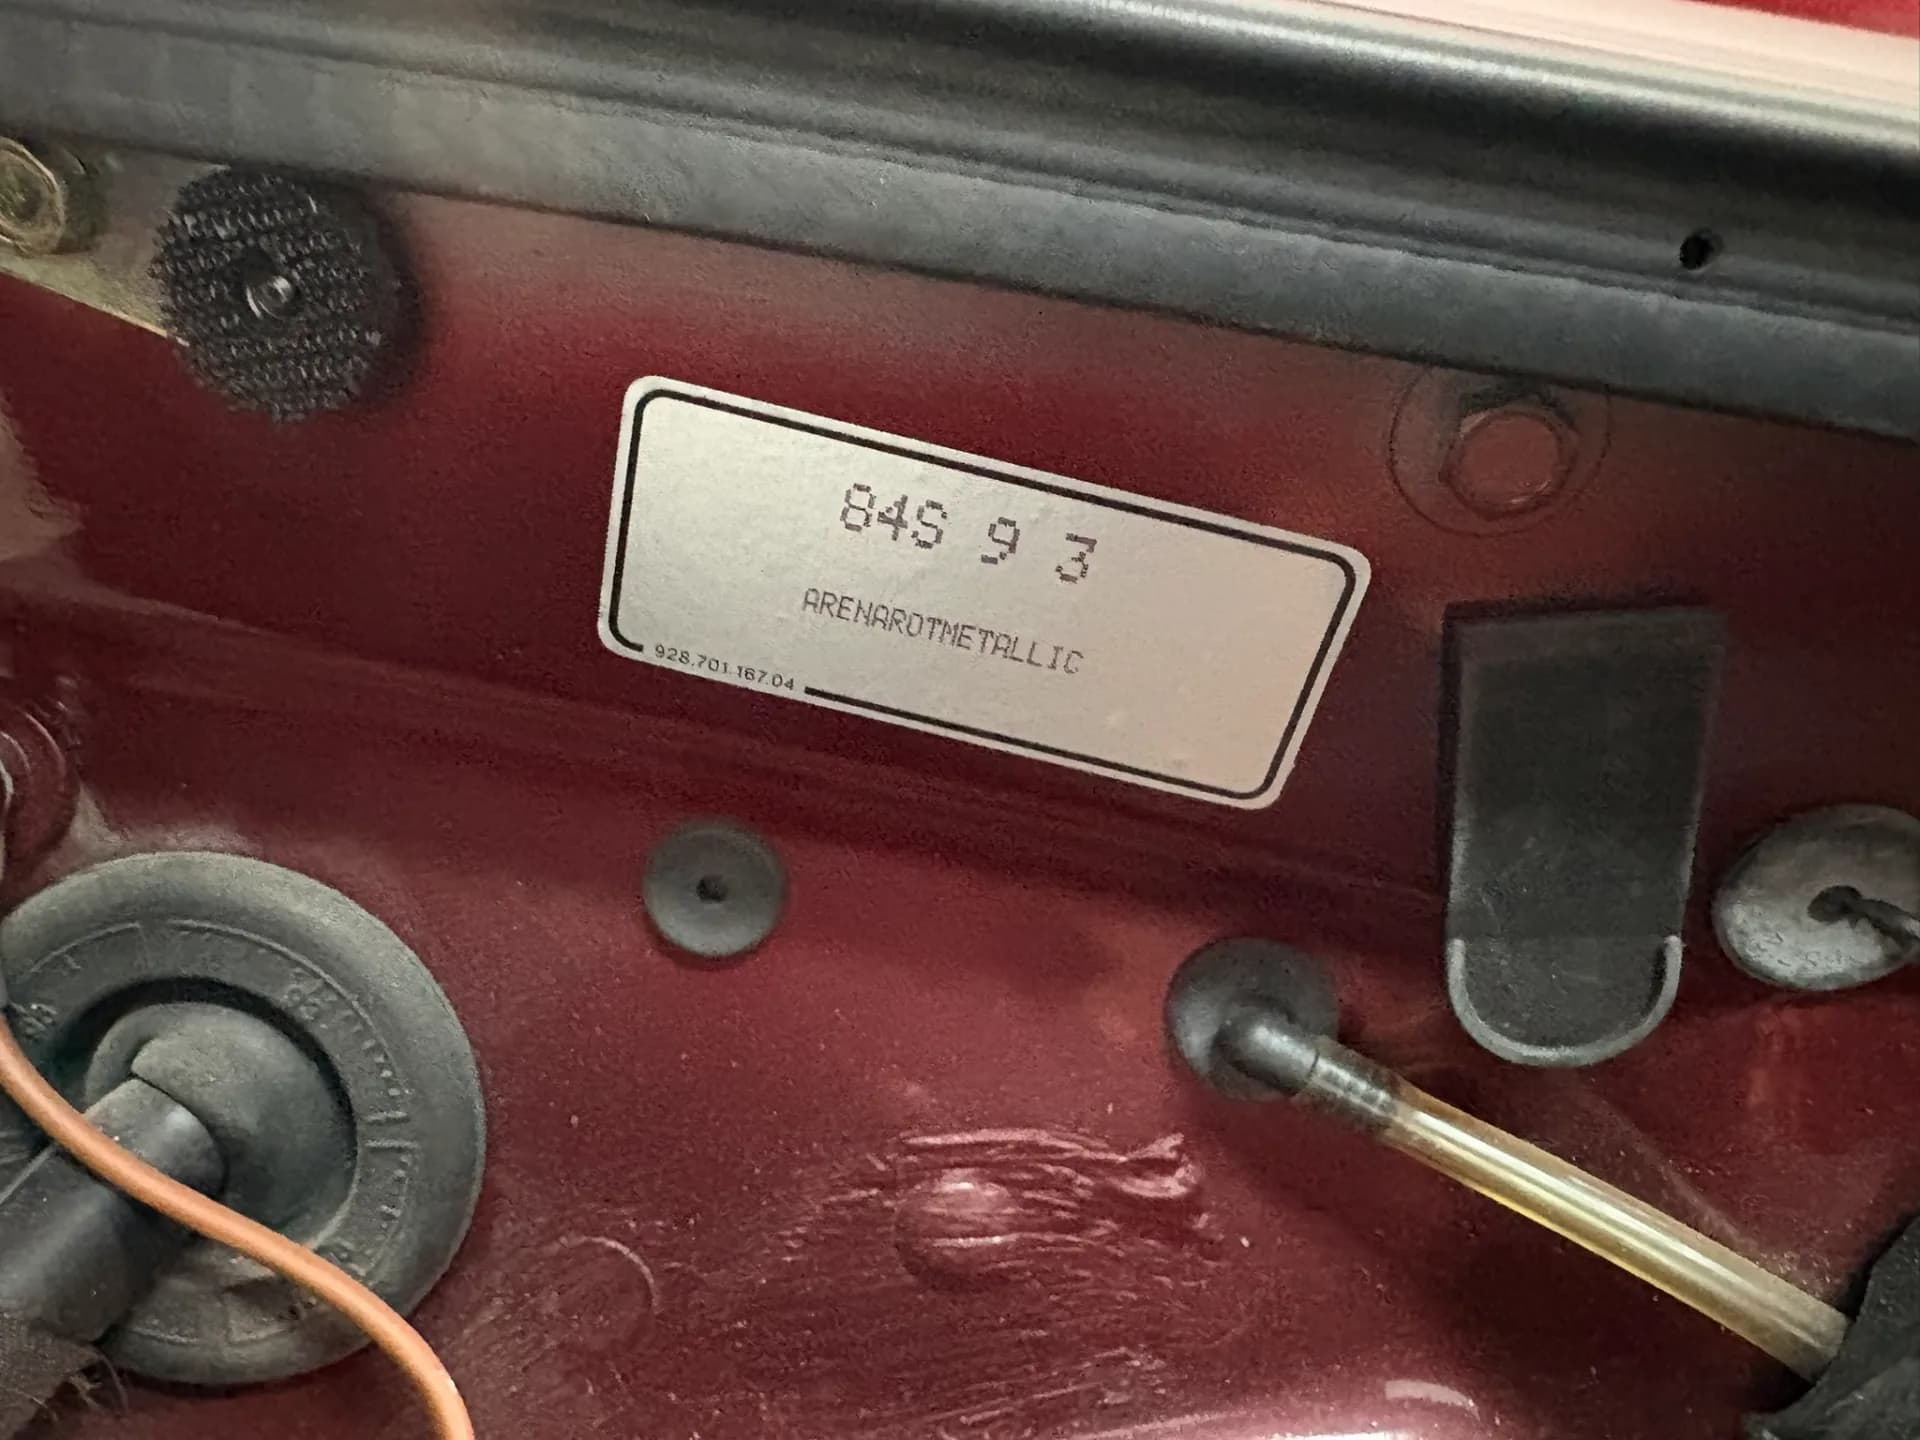 84S 9 3
ARENAROTMETALLIC
928.701.167.04